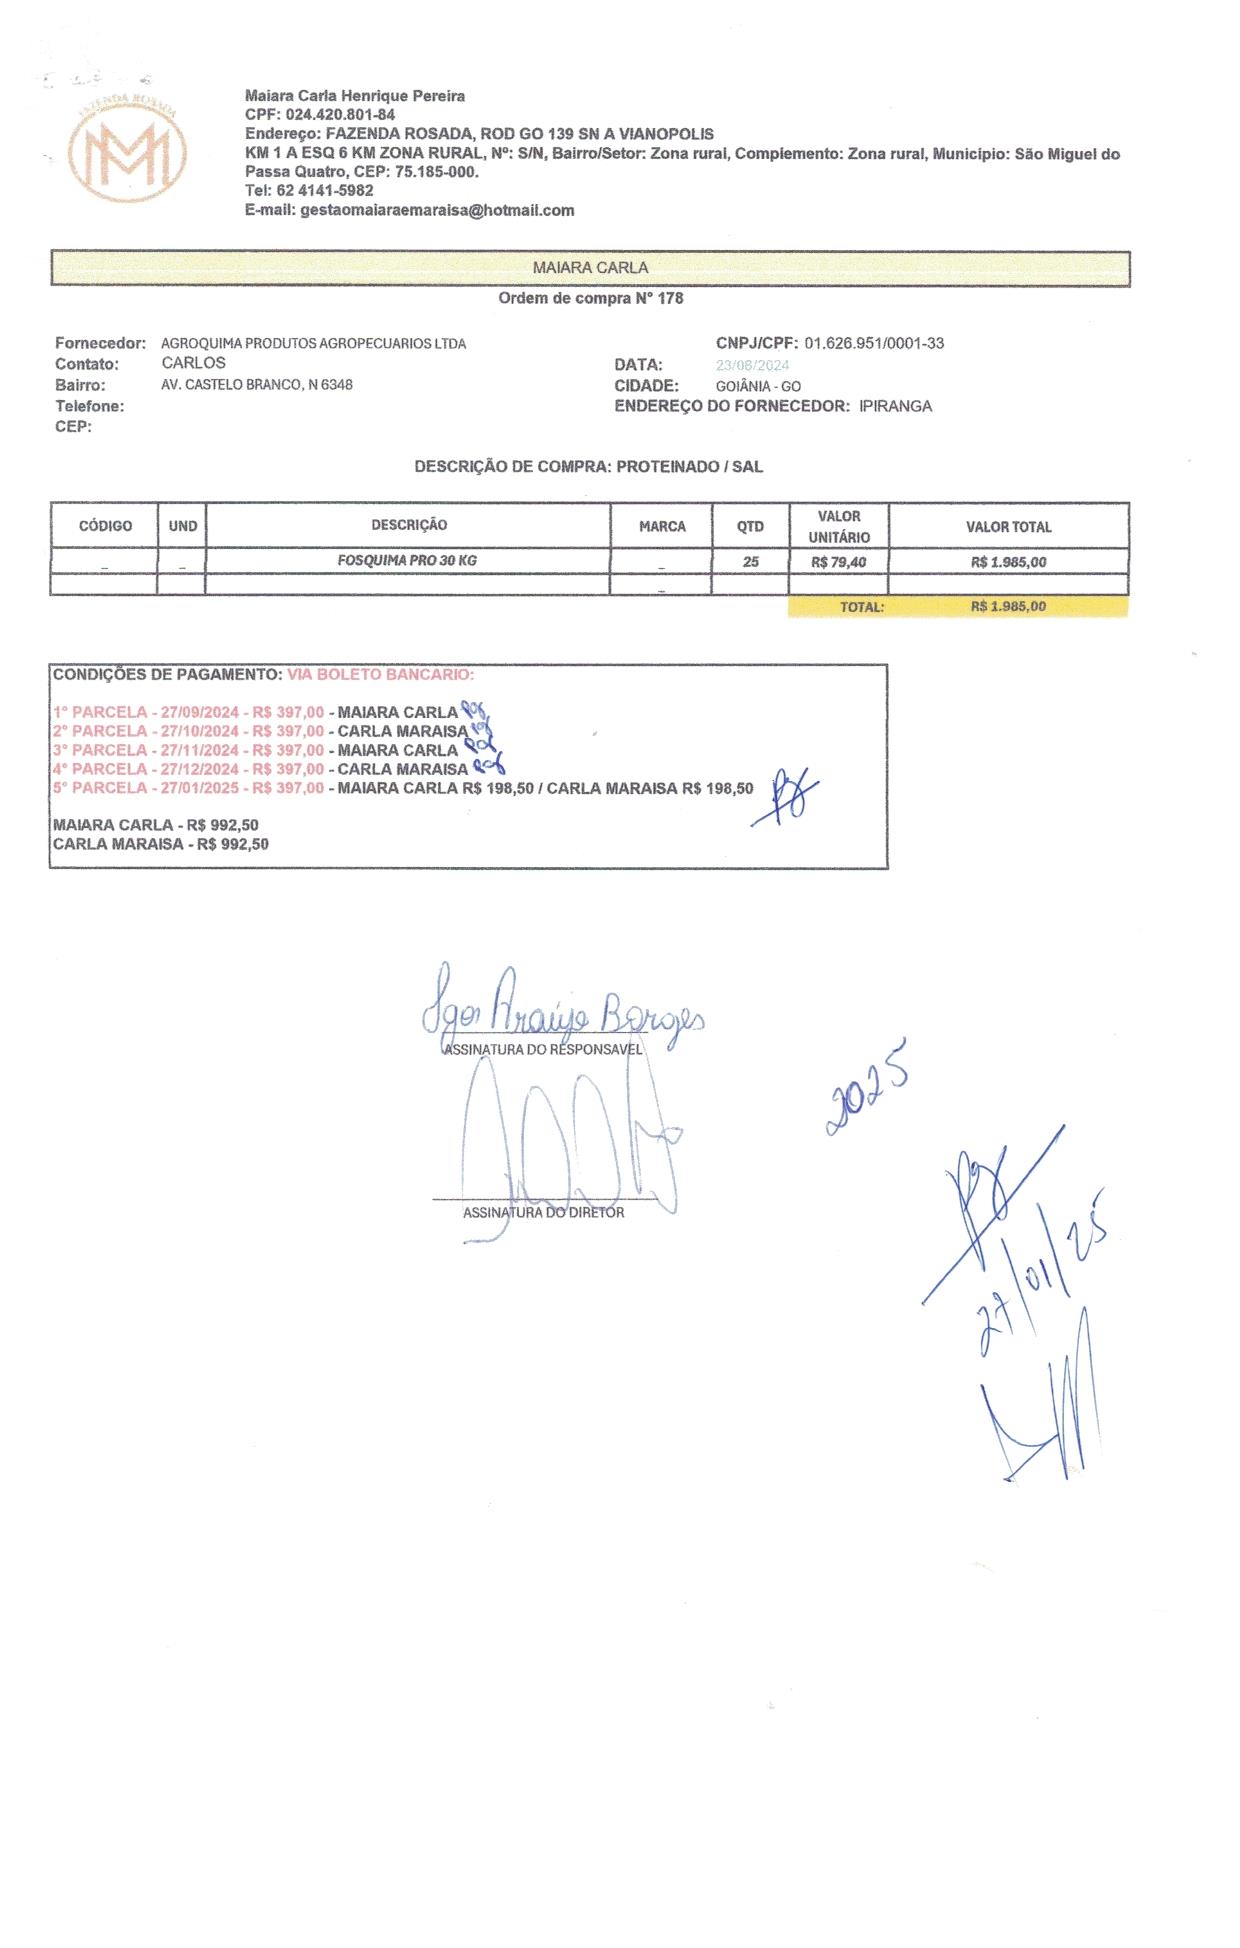 FAZENDA ROSADA
MM
Maiara Carla Henrique Pereira
CPF: 024.420.801-84
Endereço: FAZENDA ROSADA, ROD GO 139 SN A VIANOPOLIS
KM 1 A ESQ 6 KM ZONA RURAL, Nº: S/N, Bairro/Setor: Zona rural, Complemento: Zona rural, Municipio: São Miguel do
Passa Quatro, CEP: 75.185-000.
Tel: 62 4141-5982
E-mail: gestaomaiaraemaraisa@hotmail.com
MAIARA CARLA
Ordem de compra N° 178
Fornecedor: AGROQUIMA PRODUTOS AGROPECUARIOS LTDA CNPJ/CPF: 01.626.951/0001-33
Contato: CARLOS DATA: 23/08/2024
Bairro: AV. CASTELO BRANCO, N 6348 CIDADE: GOIÂNIA - GO
Telefone: ENDEREÇO DO FORNECEDOR: IPIRANGA
CEP:
DESCRIÇÃO DE COMPRA: PROTEINADO / SAL
CÓDIGO UND DESCRIÇÃO MARCA QTD VALOR UNITÁRIO VALOR TOTAL
_ _ FOSQUIMA PRO 30 KG _ 25 R$ 79,40 R$ 1.985,00
_
TOTAL: R$ 1.985,00
CONDIÇÕES DE PAGAMENTO: VIA BOLETO BANCARIO:
1° PARCELA - 27/09/2024 - R$ 397,00 - MAIARA CARLA
2° PARCELA - 27/10/2024 - R$ 397,00 - CARLA MARAISA
3° PARCELA - 27/11/2024 - R$ 397,00 - MAIARA CARLA
4° PARCELA - 27/12/2024 - R$ 397,00 - CARLA MARAISA
5° PARCELA - 27/01/2025 - R$ 397,00 - MAIARA CARLA R$ 198,50 / CARLA MARAISA R$ 198,50
MAIARA CARLA - R$ 992,50
CARLA MARAISA - R$ 992,50
Igor Araújo Borges
ASSINATURA DO RESPONSAVEL
ASSINATURA DO DIRETOR
2025
Pg
27/01/25